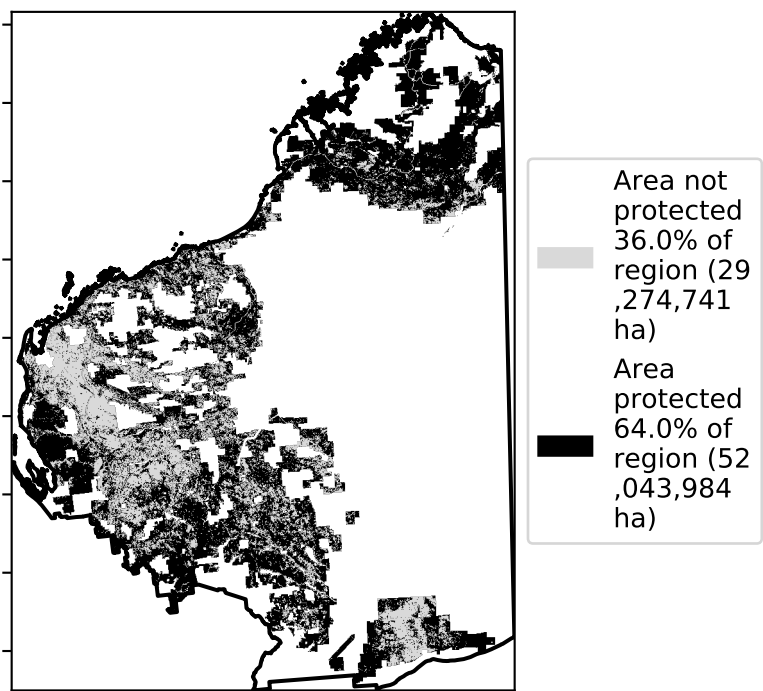 Area not
protected
36.0% of
region (29
,274,741
ha)
Area
protected
64.0% of
region (52
,043,984
ha)